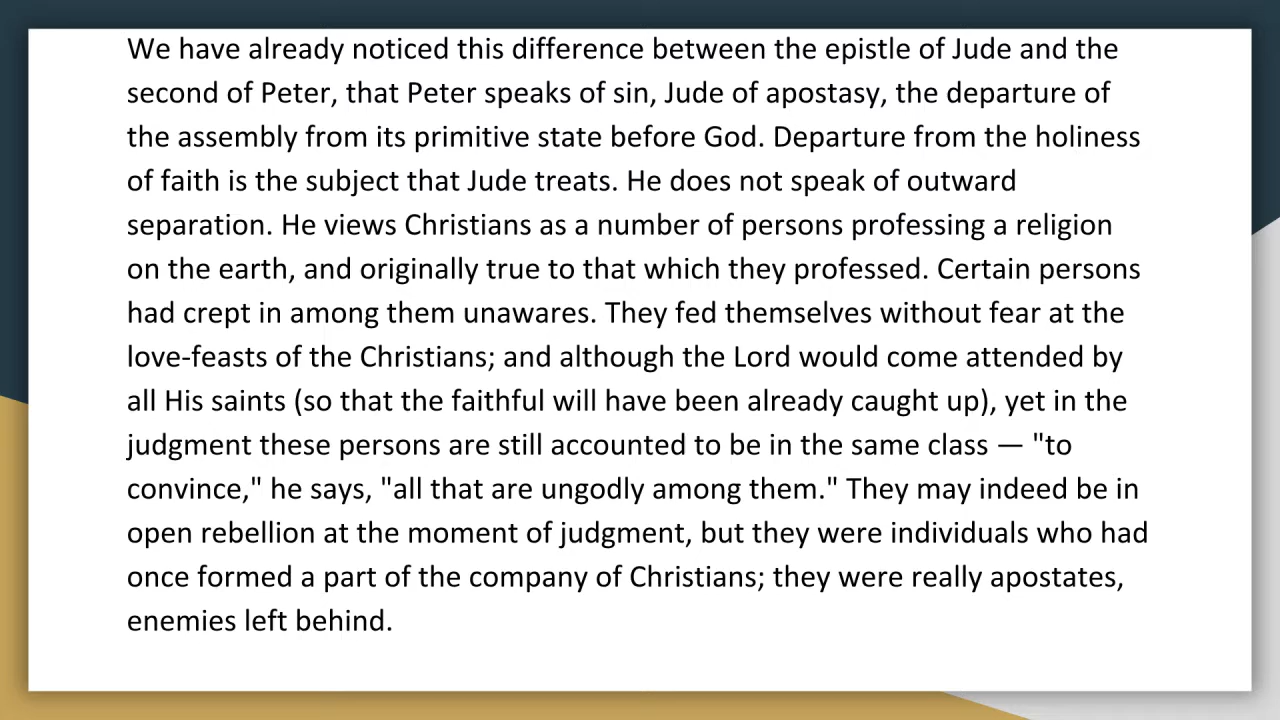 We have already noticed this difference between the epistle of Jude and the
second of Peter, that Peter speaks of sin, Jude of apostasy, the departure of
the assembly from its primitive state before God. Departure from the holiness
of faith is the subject that Jude treats. He does not speak of outward
separation. He views Christians as a number of persons professing a religion
on the earth, and originally true to that which they professed. Certain persons
had crept in among them unawares. They fed themselves without fear at the
love-feasts of the Christians; and although the Lord would come attended by
all His saints (so that the faithful will have been already caught up), yet in the
judgment these persons are still accounted to be in the same class — "to
convince," he says, "all that are ungodly among them." They may indeed be in
open rebellion at the moment of judgment, but they were individuals who had
once formed a part of the company of Christians; they were really apostates,
enemies left behind.